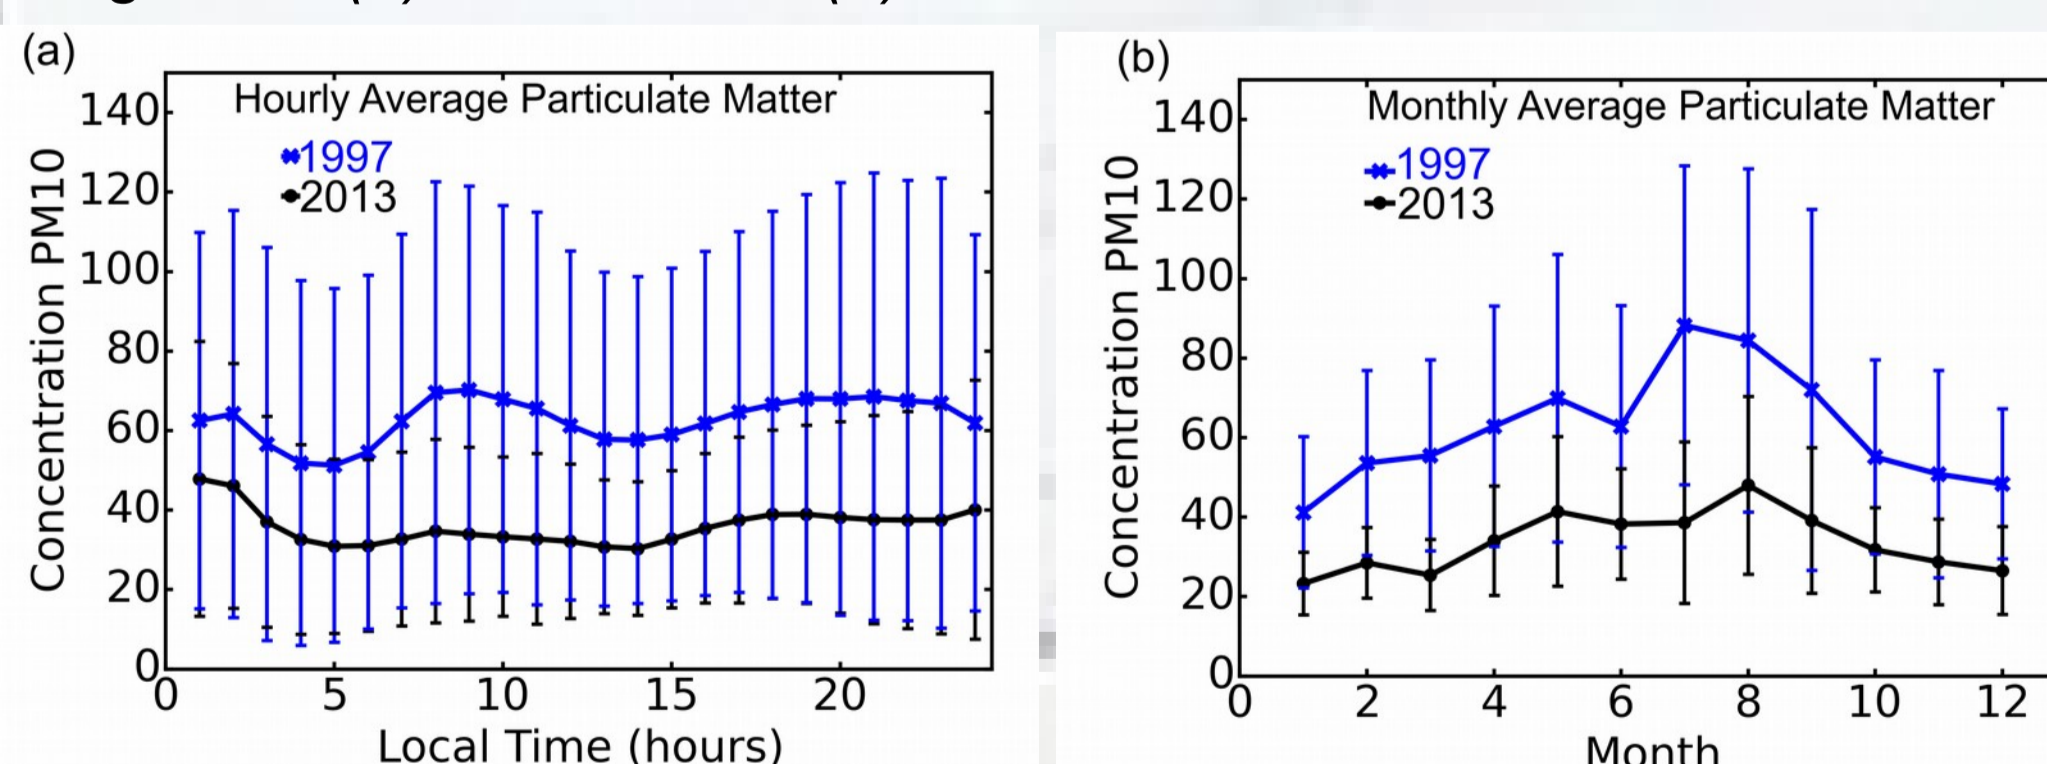 (a)
Hourly Average Particulate Matter
1997
2013
140
120
100
80
60
40
20
0
Concentration PM10
0 5 10 15 20
Local Time (hours)
(b)
Monthly Average Particulate Matter
1997
2013
140
120
100
80
60
40
20
0
Concentration PM10
0 2 4 6 8 10 12
Month